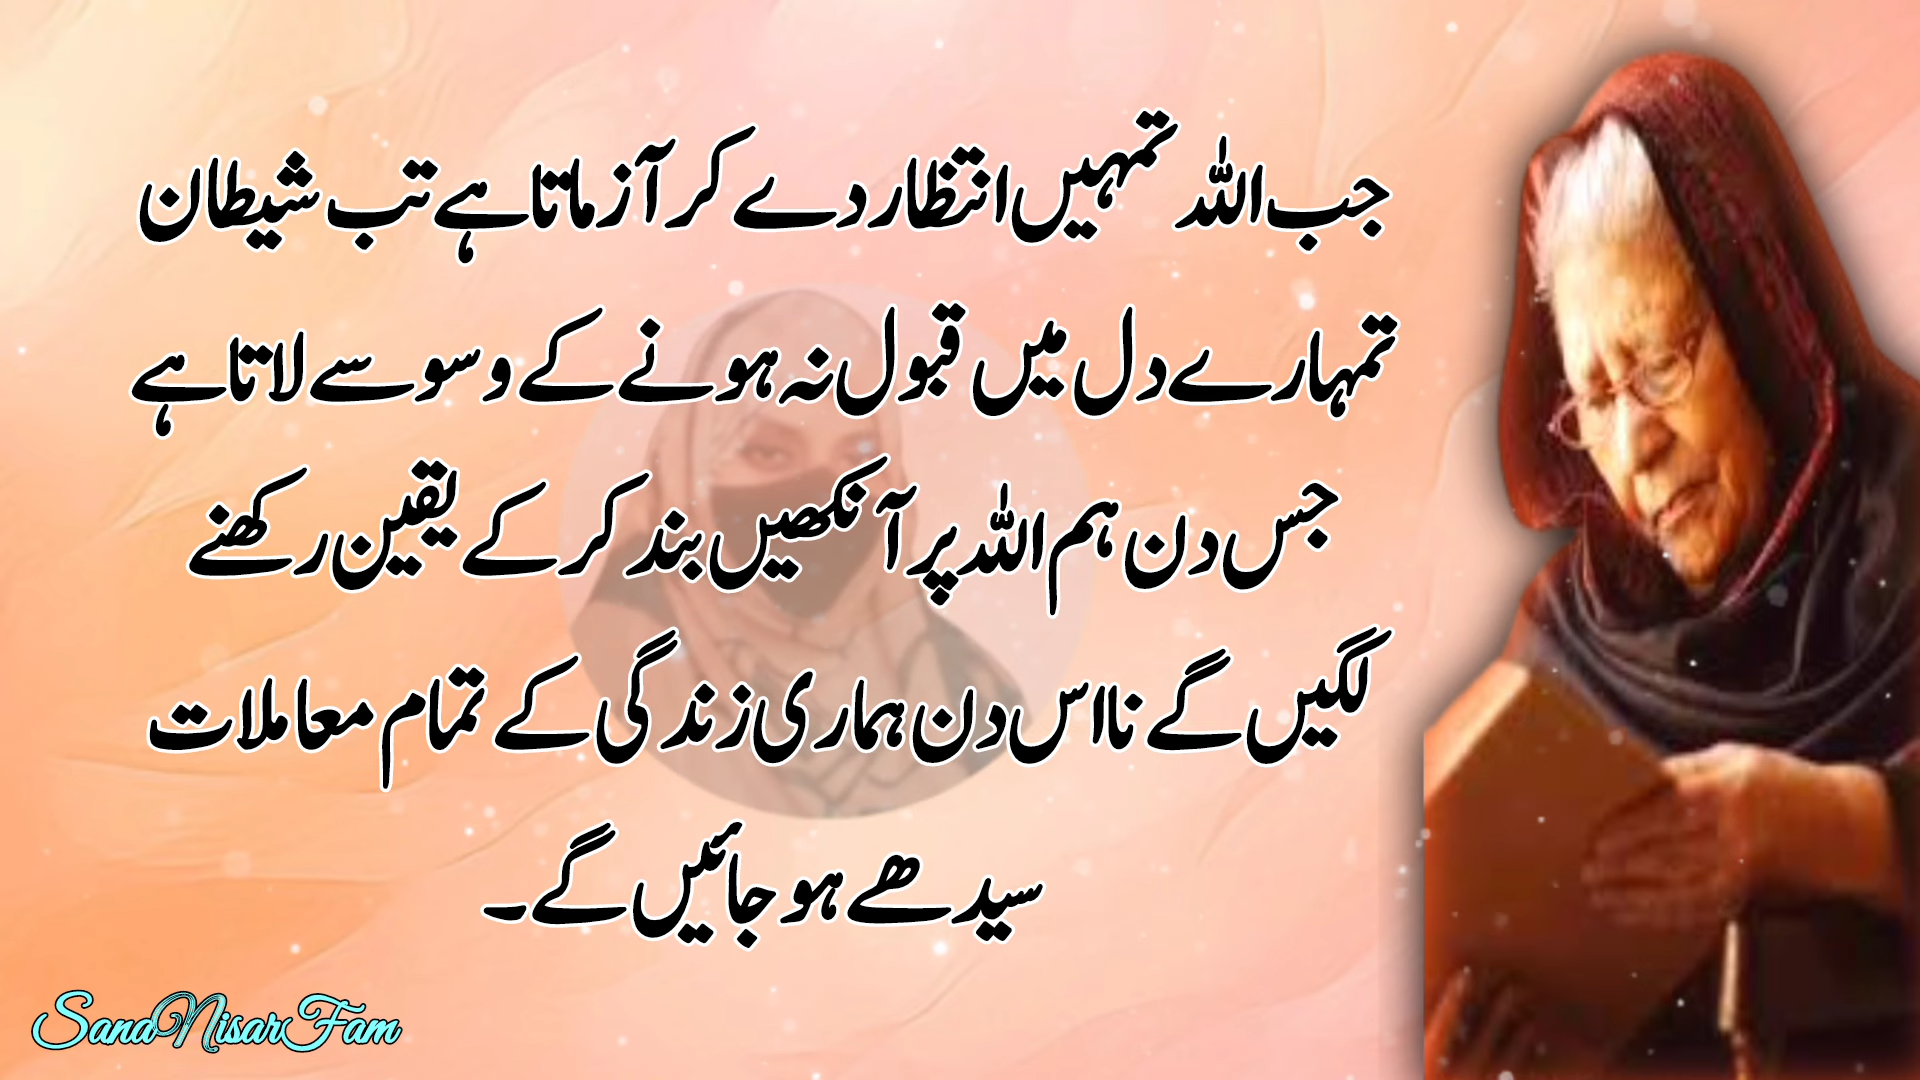 جب اللہ تمہیں انتظار دے کر آزماتا ہے تب شیطان
تمہارے دل میں قبول نہ ہونے کے وسوسے لاتا ہے
جس دن ہم اللہ پر آنکھیں بند کر کے یقین رکھنے
لگیں گے نا اس دن ہماری زندگی کے تمام معاملات
سیدھے ہو جائیں گے۔
SanaNisarFam